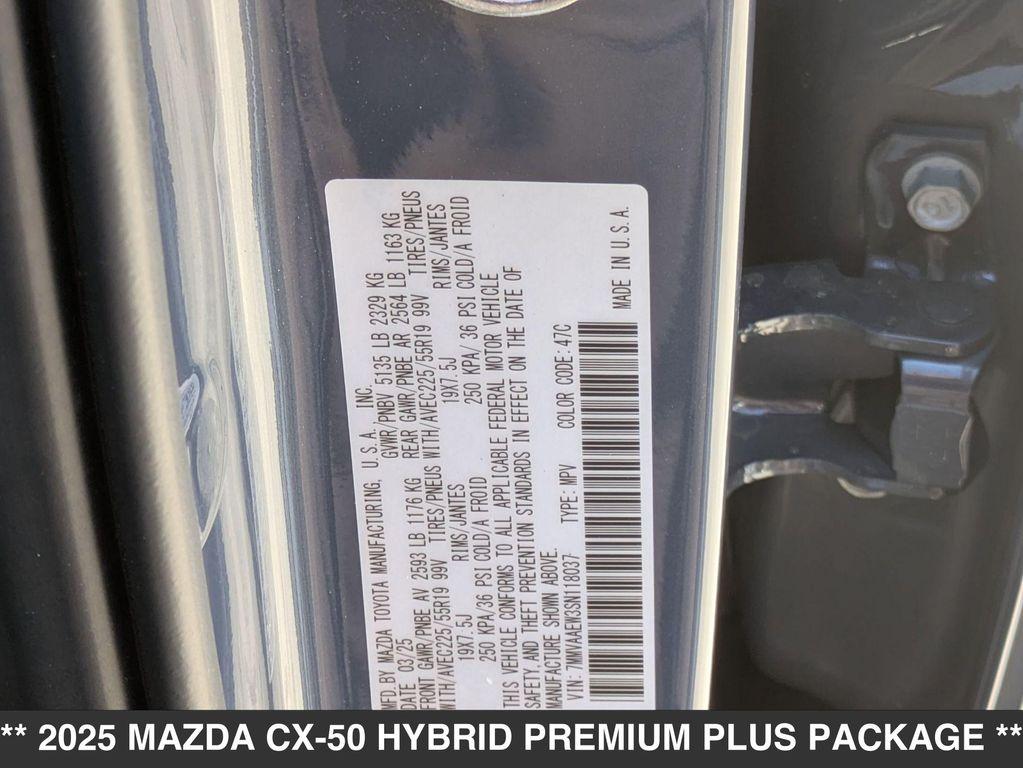 MFD. BY MAZDA TOYOTA MANUFACTURING, U.S.A., INC.
DATE 03/25 GVWR/PNBV 5135 LB 2329 KG
FRONT GAWR/PNBE AV 2593 LB 1176 KG REAR GAWR/PNBE AR 2564 LB 1163 KG
WITH/AVEC225/55R19 99V TIRES/PNEUS WITH/AVEC225/55R19 99V TIRES/PNEUS
19X7.5J RIMS/JANTES 19X7.5J RIMS/JANTES
250 KPA/36 PSI COLD/A FROID 250 KPA/ 36 PSI COLD/A FROID
THIS VEHICLE CONFORMS TO ALL APPLICABLE FEDERAL MOTOR VEHICLE
SAFETY,AND THEFT PREVENTION STANDARDS IN EFFECT ON THE DATE OF
MANUFACTURE SHOWN ABOVE.
VIN: 7MMVAAEW3SN118037 TYPE: MPV COLOR CODE: 47C
MADE IN U.S.A.
** 2025 MAZDA CX-50 HYBRID PREMIUM PLUS PACKAGE **